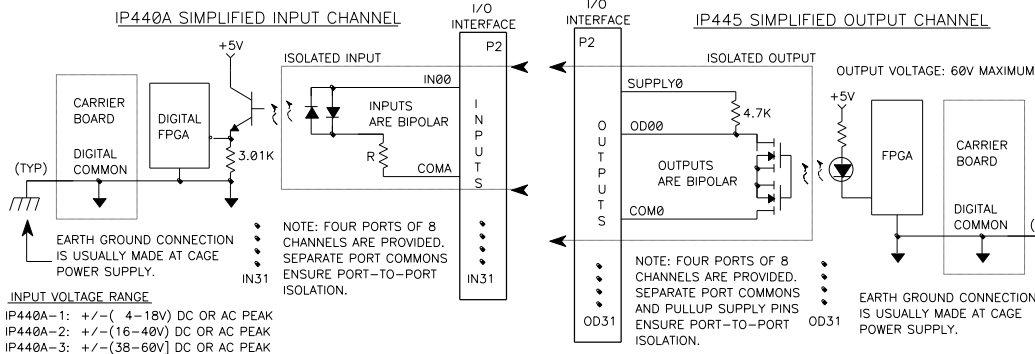 IP440A SIMPLIFIED INPUT CHANNEL
I/O
INTERFACE
P2
+5V
ISOLATED INPUT
IN00
CARRIER
BOARD
DIGITAL
COMMON
DIGITAL
FPGA
INPUTS
ARE BIPOLAR
3.01K
R
COMA
INPUTS
(TYP)
EARTH GROUND CONNECTION
IS USUALLY MADE AT CAGE
POWER SUPPLY.
IN31
NOTE: FOUR PORTS OF 8
CHANNELS ARE PROVIDED.
SEPARATE PORT COMMONS
ENSURE PORT-TO-PORT
ISOLATION.
IN31
INPUT VOLTAGE RANGE
IP440A-1: +/-( 4-18V) DC OR AC PEAK
IP440A-2: +/-(16-40V) DC OR AC PEAK
IP440A-3: +/-(38-60V] DC OR AC PEAK
I/O
INTERFACE
P2
IP445 SIMPLIFIED OUTPUT CHANNEL
ISOLATED OUTPUT
OUTPUT VOLTAGE: 60V MAXIMUM
SUPPLY0
4.7K
+5V
OD00
OUTPUTS
OUTPUTS
ARE BIPOLAR
COM0
FPGA
CARRIER
BOARD
DIGITAL
COMMON
(
OD31
NOTE: FOUR PORTS OF 8
CHANNELS ARE PROVIDED.
SEPARATE PORT COMMONS
AND PULLUP SUPPLY PINS
ENSURE PORT-TO-PORT
ISOLATION.
OD31
EARTH GROUND CONNECTION
IS USUALLY MADE AT CAGE
POWER SUPPLY.